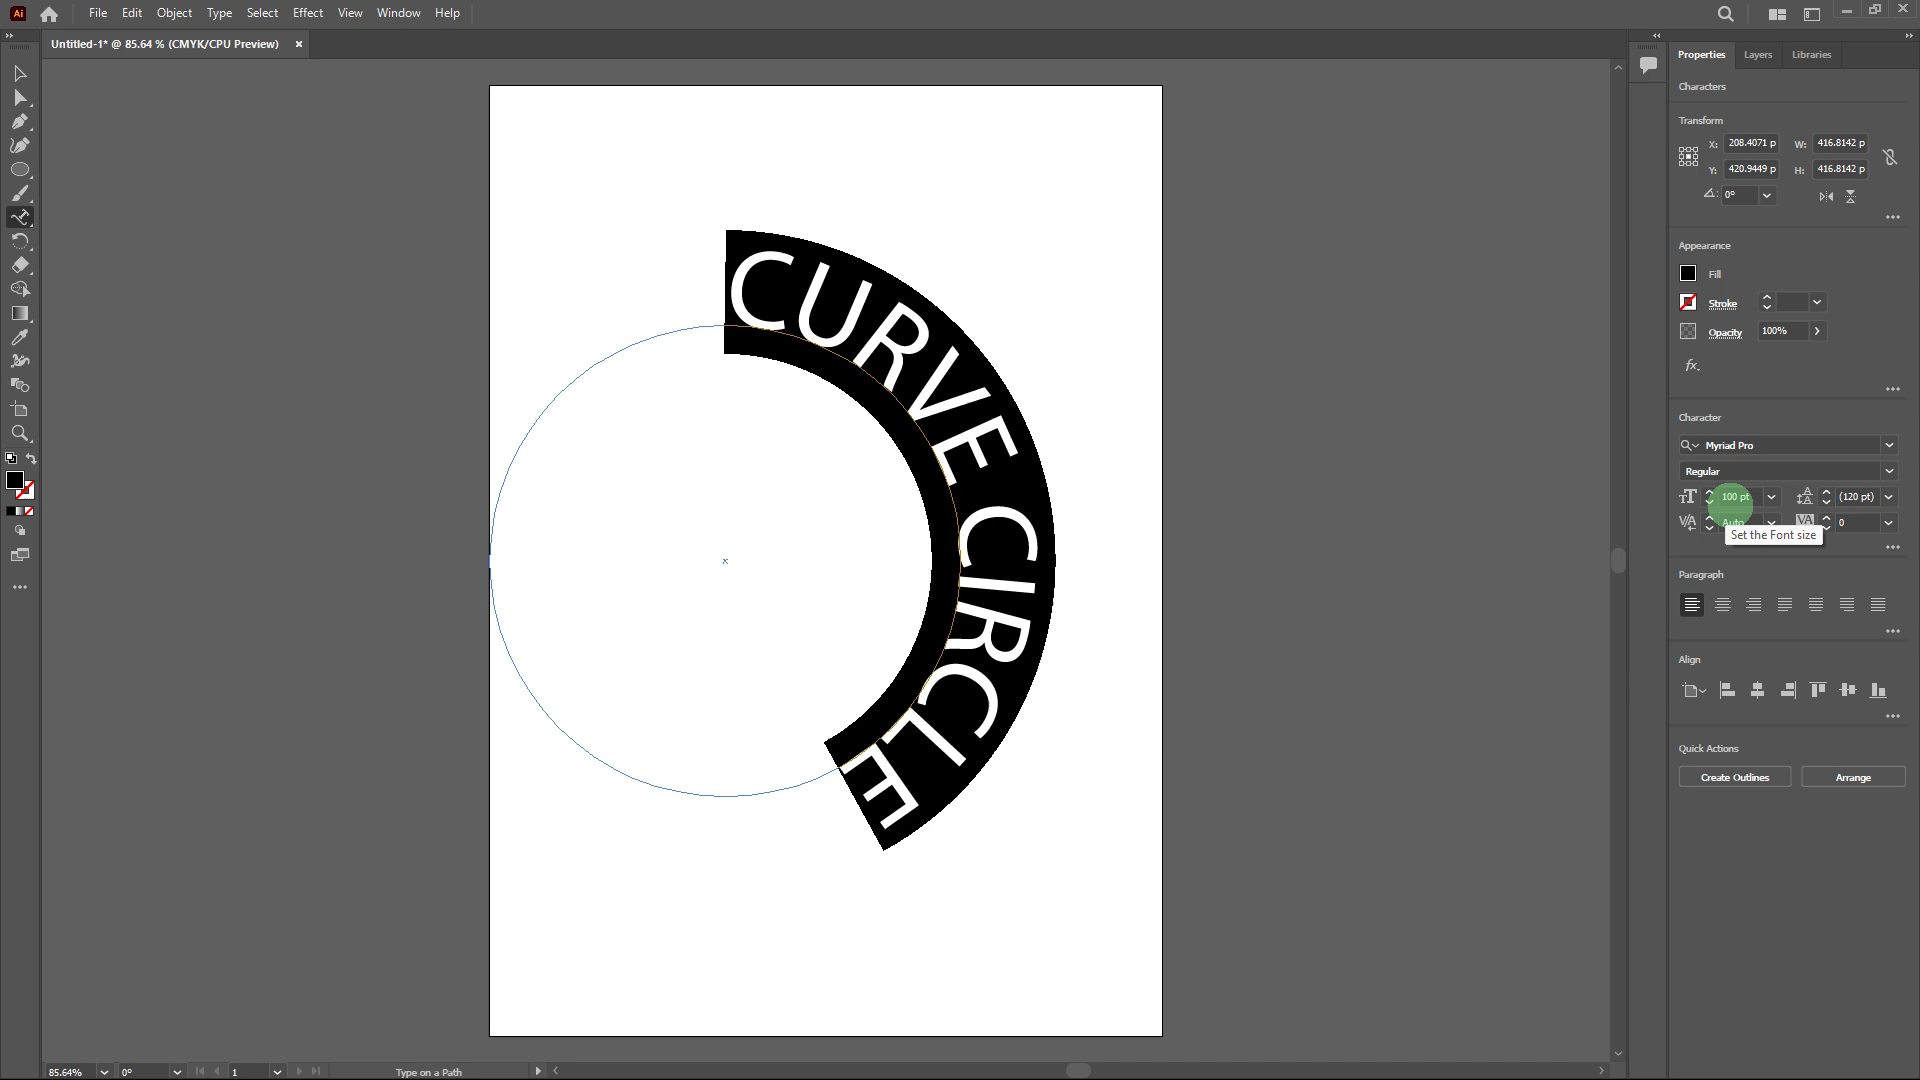 Ai File Edit Object Type Select Effect View Window Help
Untitled-1* @ 85.64 % (CMYK/CPU Preview) ×
Properties Layers Libraries
Characters
Transform
X: 208.4071 p W: 416.8142 p
Y: 420.9449 p H: 416.8142 p
0°
Appearance
Fill
Stroke
Opacity 100%
fx.
Character
Myriad Pro
Regular
100 pt (120 pt)
Auto 0
Set the Font size
Paragraph
Align
Quick Actions
Create Outlines Arrange
CURVE CIRCLE
85.64% 0° 1 Type on a Path